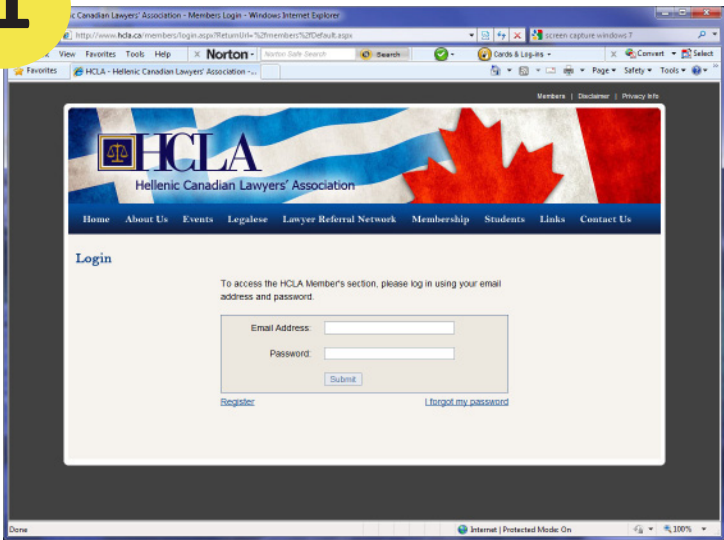 1
c Canadian Lawyers' Association - Members Login - Windows Internet Explorer
http://www.hcla.ca/members/login.aspx?ReturnUrl=%2fmembers%2fDefault.aspx
screen capture windows 7
View Favorites Tools Help
x Norton
Norton Safe Search
Search
Cards & Log-ins
x Convert
Select
Favorites
HCLA - Hellenic Canadian Lawyers' Association -...
Page Safety Tools
Members | Disclaimer | Privacy Info
HCLA
Hellenic Canadian Lawyers' Association
Home About Us Events Legalese Lawyer Referral Network Membership Students Links Contact Us
Login
To access the HCLA Member's section, please log in using your email
address and password.
Email Address:
Password:
Submit
Register I forgot my password
Done
Internet | Protected Mode: On
100%